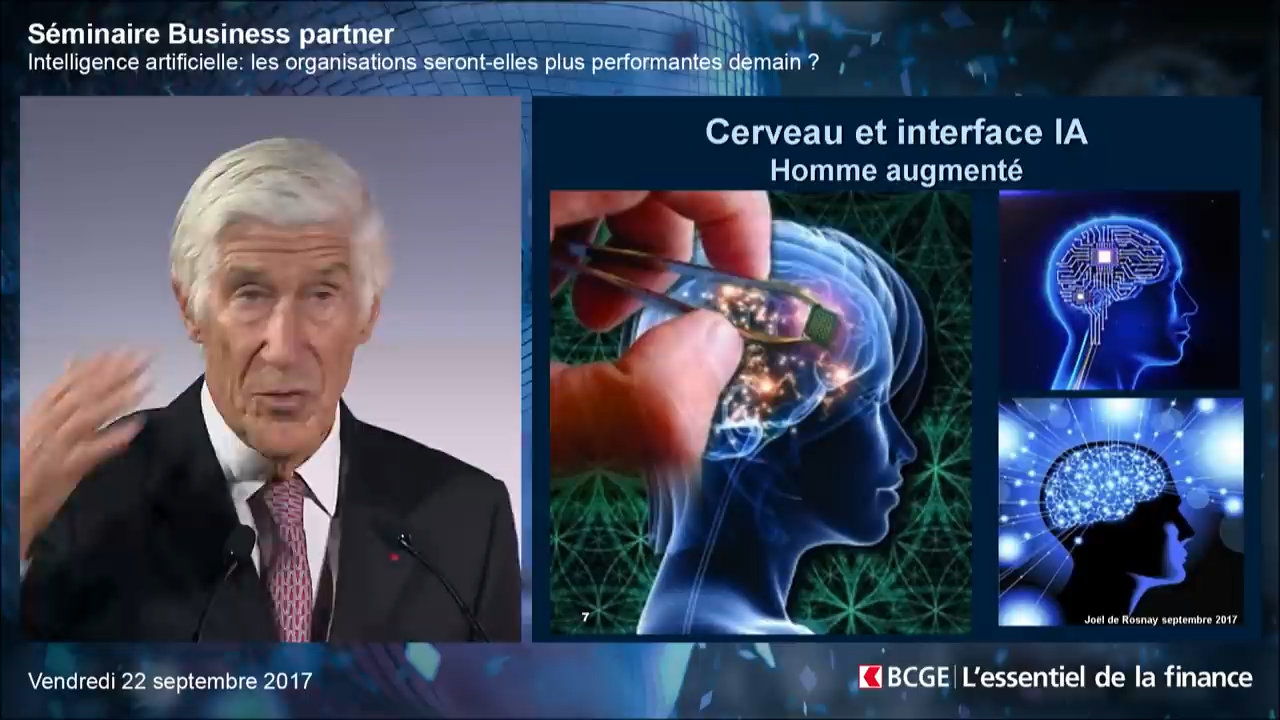 Séminaire Business partner
Intelligence artificielle: les organisations seront-elles plus performantes demain ?
Cerveau et interface IA
Homme augmenté
7
Joël de Rosnay septembre 2017
Vendredi 22 septembre 2017
BCGE L'essentiel de la finance